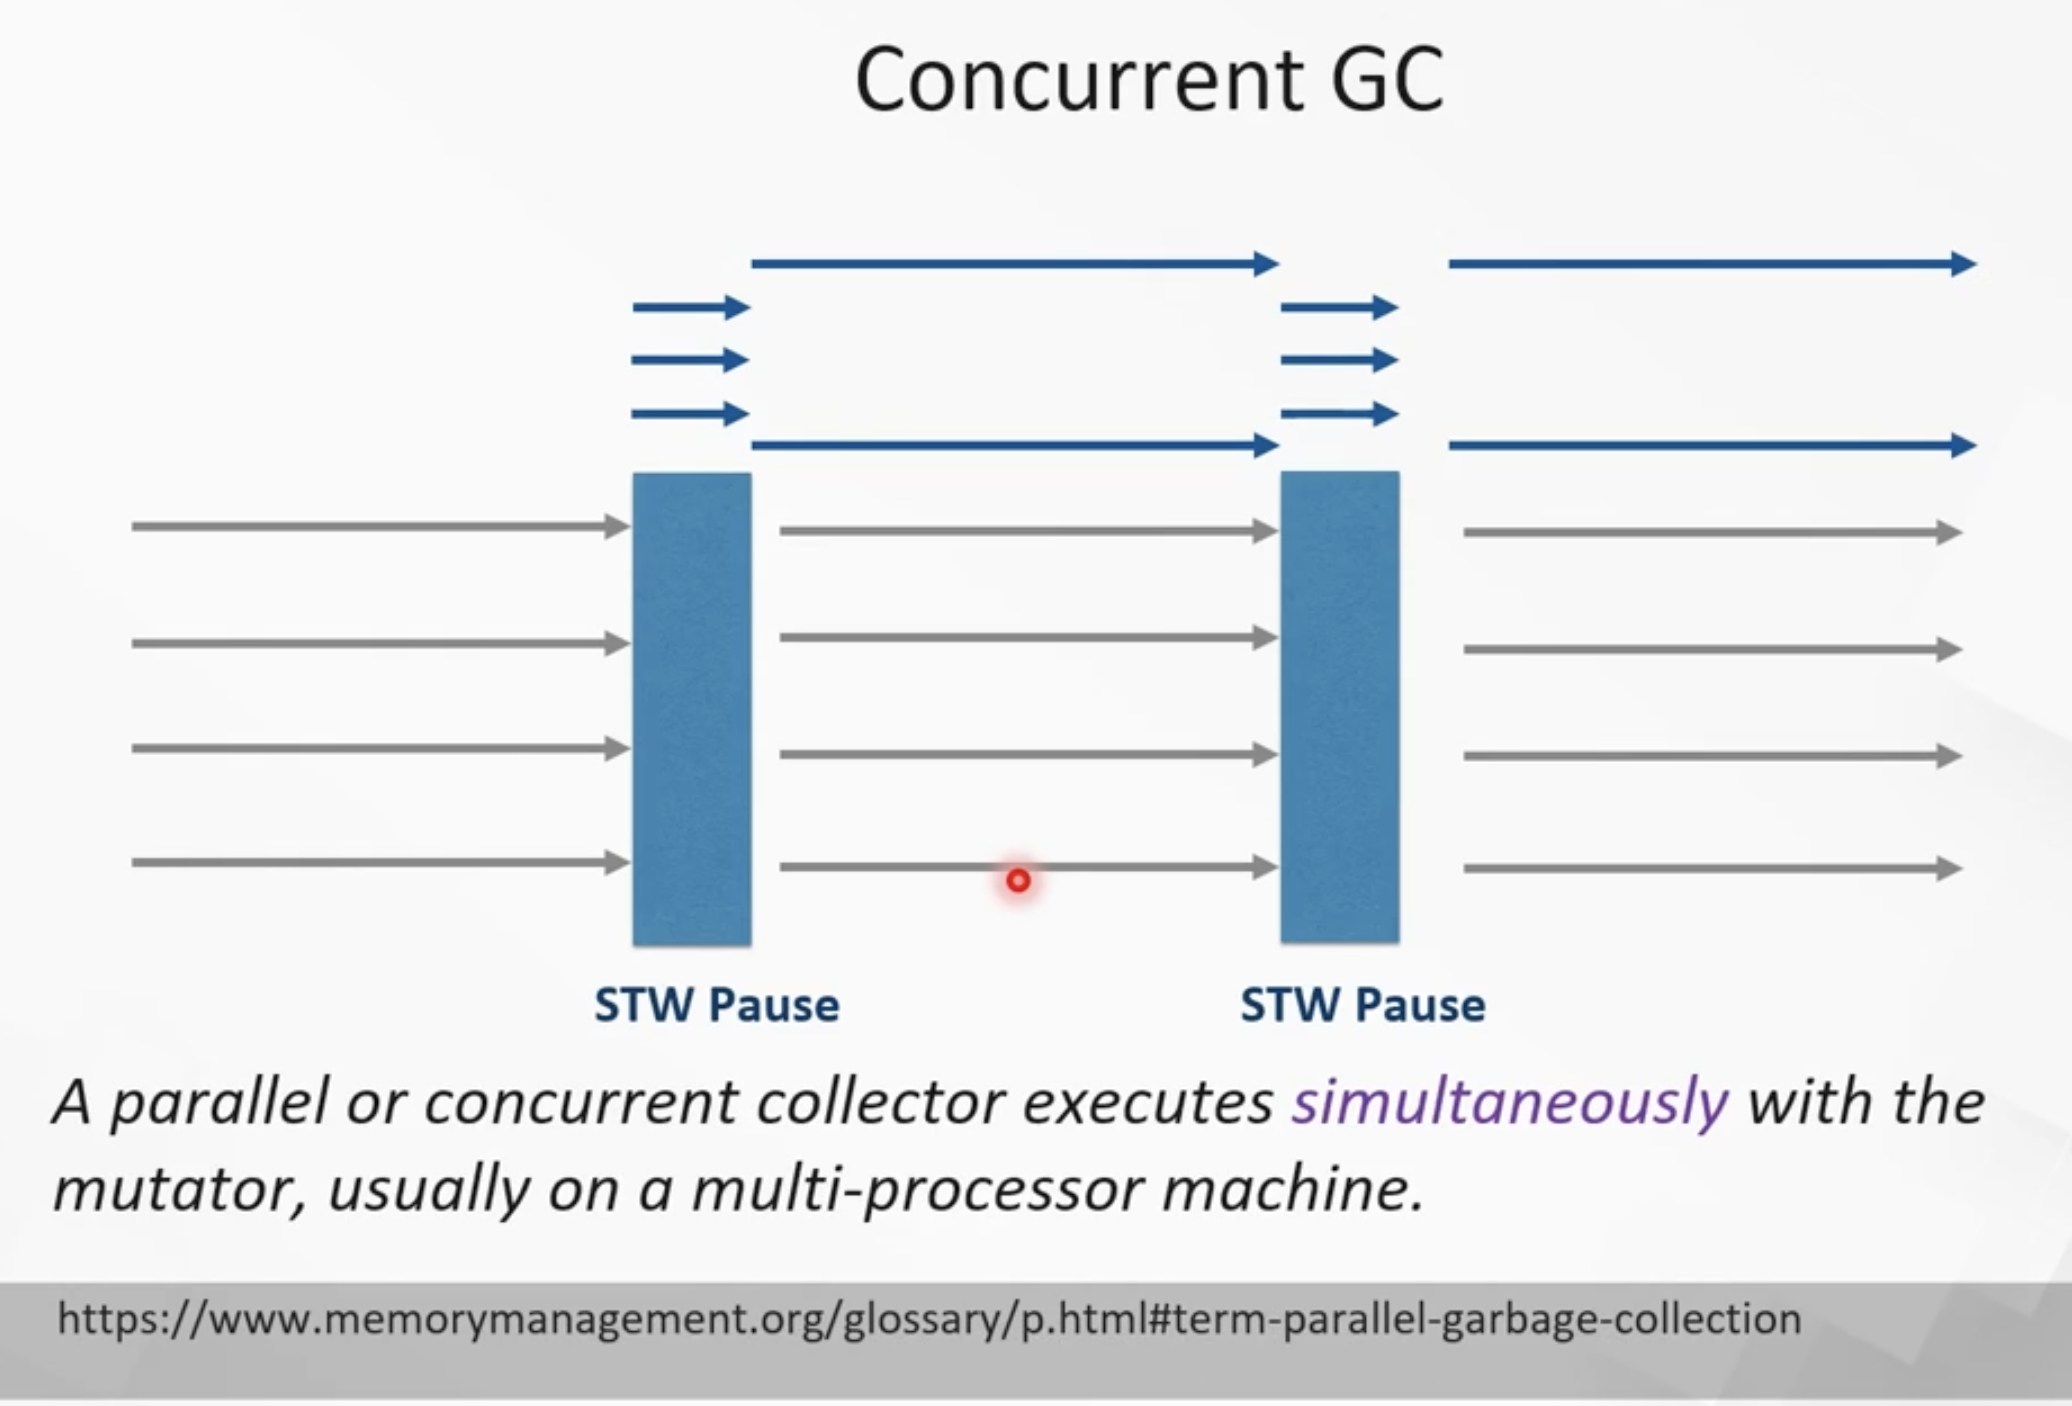 Concurrent GC
STW Pause
STW Pause
A parallel or concurrent collector executes simultaneously with the
mutator, usually on a multi-processor machine.
https://www.memorymanagement.org/glossary/p.html#term-parallel-garbage-collection